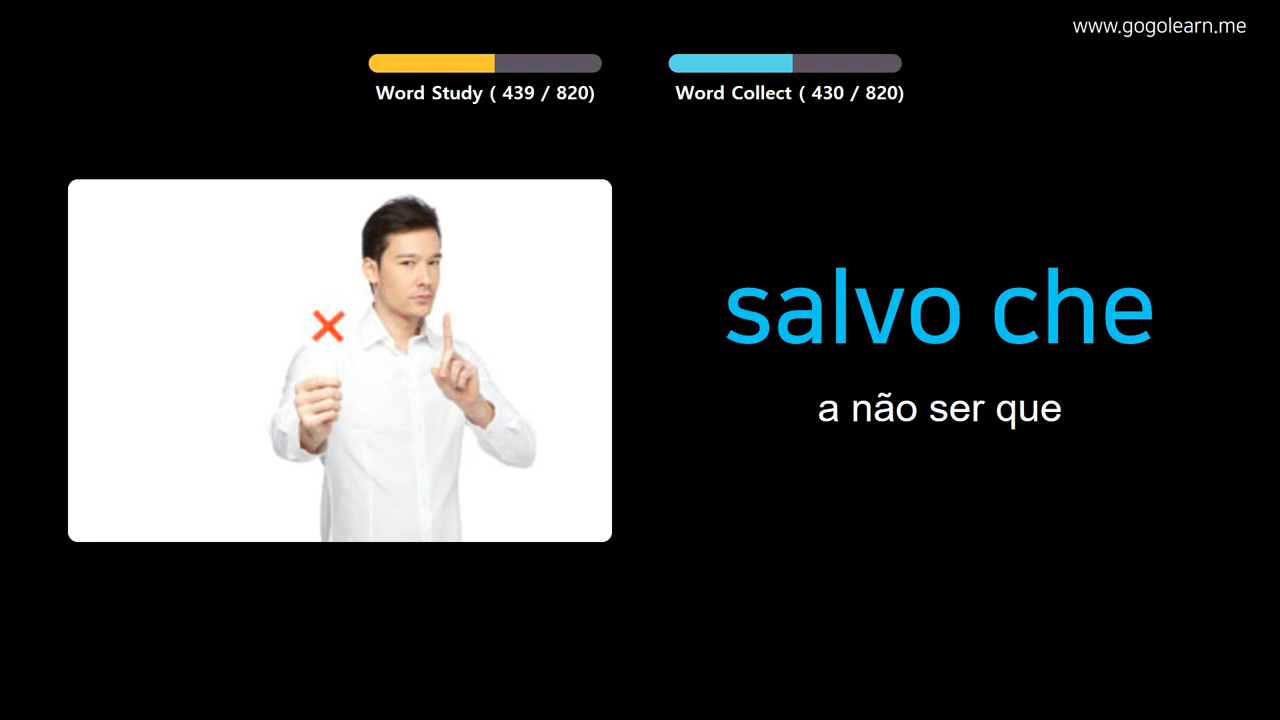 www.gogolearn.me
Word Study ( 439 / 820)
Word Collect ( 430 / 820)
salvo che
a não ser que